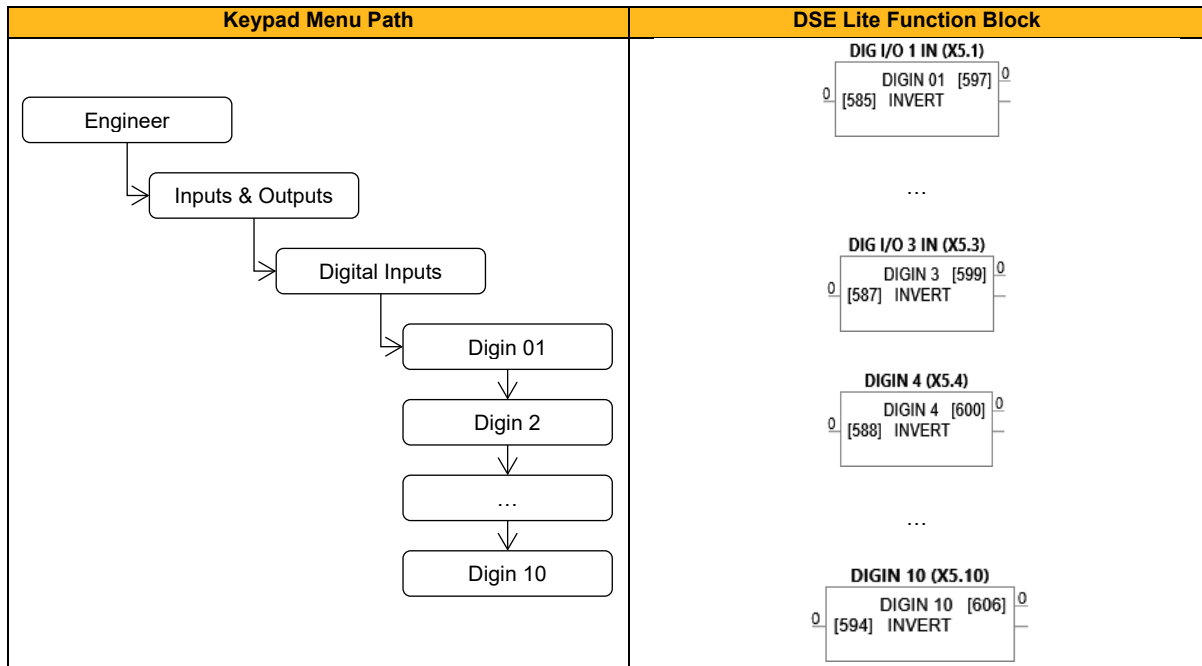 Keypad Menu Path
DSE Lite Function Block
Engineer
Inputs & Outputs
Digital Inputs
Digin 01
Digin 2
…
Digin 10
DIG I/O 1 IN (X5.1)
DIGIN 01 [597] 0
0 [585] INVERT
…
DIG I/O 3 IN (X5.3)
DIGIN 3 [599] 0
0 [587] INVERT
DIGIN 4 (X5.4)
DIGIN 4 [600] 0
0 [588] INVERT
…
DIGIN 10 (X5.10)
DIGIN 10 [606] 0
0 [594] INVERT